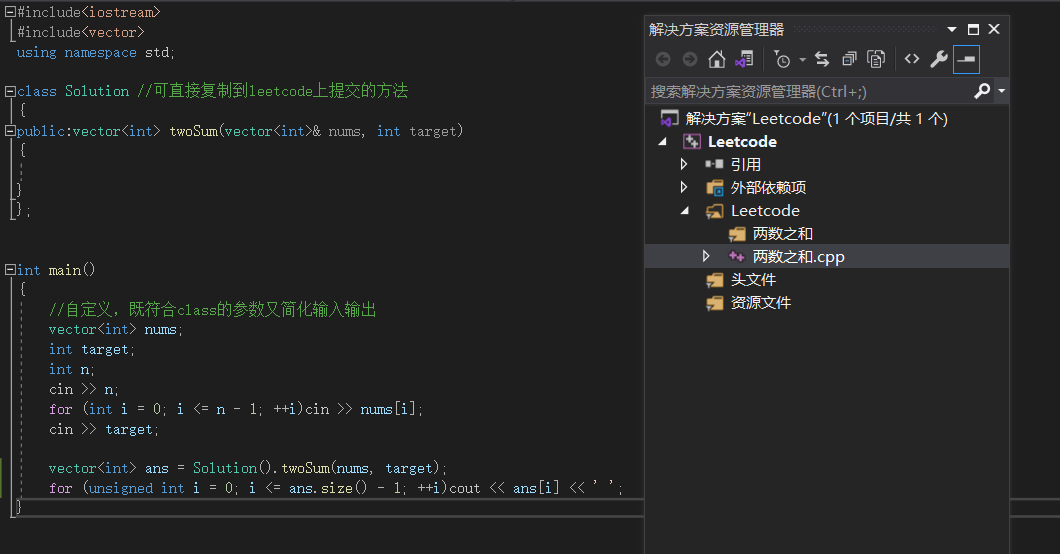 #include<iostream>
#include<vector>
using namespace std;
class Solution //可直接复制到leetcode上提交的方法
{
public:vector<int> twoSum(vector<int>& nums, int target)
{
}
};
int main()
{
//自定义，既符合class的参数又简化输入输出
vector<int> nums;
int target;
int n;
cin >> n;
for (int i = 0; i <= n - 1; ++i)cin >> nums[i];
cin >> target;
vector<int> ans = Solution().twoSum(nums, target);
for (unsigned int i = 0; i <= ans.size() - 1; ++i)cout << ans[i] << ' ';
}
解决方案资源管理器
搜索解决方案资源管理器(Ctrl+;)
解决方案"Leetcode"(1 个项目/共 1 个)
Leetcode
引用
外部依赖项
Leetcode
两数之和
两数之和.cpp
头文件
资源文件